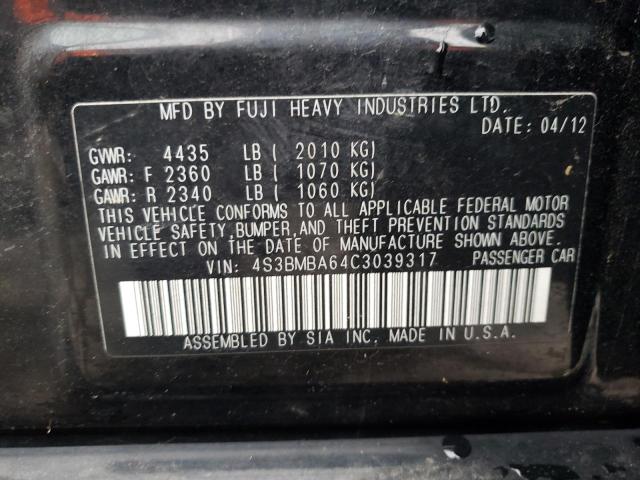 MFD BY FUJI HEAVY INDUSTRIES LTD.
DATE: 04/12
GVWR: 4435 LB ( 2010 KG)
GAWR: F 2360 LB ( 1070 KG)
GAWR: R 2340 LB ( 1060 KG)
THIS VEHICLE CONFORMS TO ALL APPLICABLE FEDERAL MOTOR
VEHICLE SAFETY,BUMPER,AND THEFT PREVENTION STANDARDS
IN EFFECT ON THE DATE OF MANUFACTURE SHOWN ABOVE.
VIN: 4S3BMBA64C3039317 PASSENGER CAR
ASSEMBLED BY SIA INC. MADE IN U.S.A.